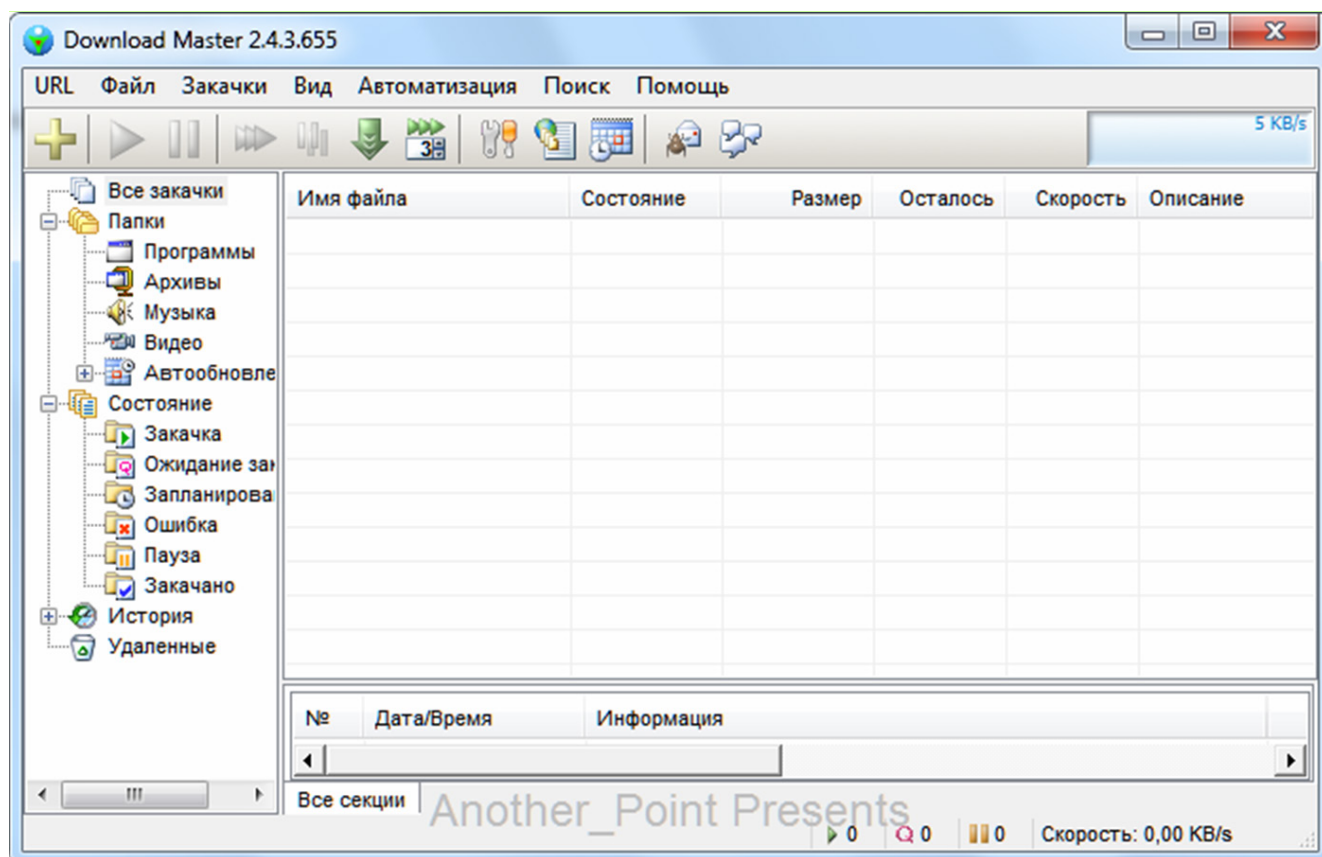 Download Master 2.4.3.655
URL Файл Закачки Вид Автоматизация Поиск Помощь
3
5 KB/s
Все закачки
Папки
Программы
Архивы
Музыка
Видео
Автообновле
Состояние
Закачка
Ожидание зак
Запланирова
Ошибка
Пауза
Закачано
История
Удаленные
Имя файла Состояние Размер Осталось Скорость Описание
№ Дата/Время Информация
Все секции
Another_Point Presents
0 0 0 Скорость: 0,00 KB/s